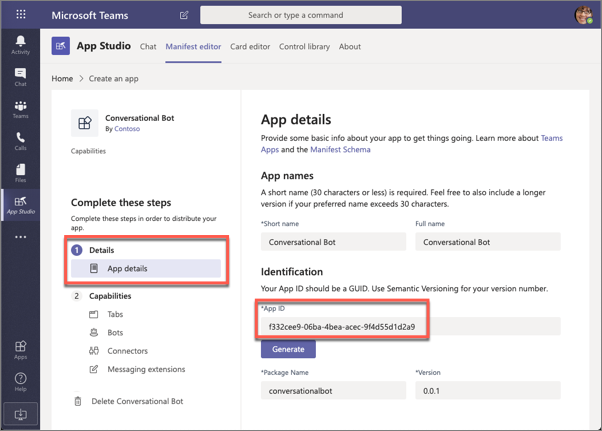 Microsoft Teams
Search or type a command
Activity
Chat
Teams
Calls
Files
App Studio
Apps
Help
App Studio
Chat
Manifest editor
Card editor
Control library
About
Home > Create an app
Conversational Bot
By Contoso
Capabilities
Complete these steps
Complete these steps in order to distribute your
app.
1 Details
App details
2 Capabilities
Tabs
Bots
Connectors
Messaging extensions
Delete Conversational Bot
App details
Provide some basic info about your app to get things going. Learn more about Teams
Apps and the Manifest Schema
App names
A short name (30 characters or less) is required. Feel free to also include a longer
version if your preferred name exceeds 30 characters.
*Short name
Full name
Conversational Bot
Conversational Bot
Identification
Your App ID should be a GUID. Use Semantic Versioning for your version number.
*App ID
f332cee9-06ba-4bea-acec-9f4d55d1d2a9
Generate
*Package Name
*Version
conversationalbot
0.0.1